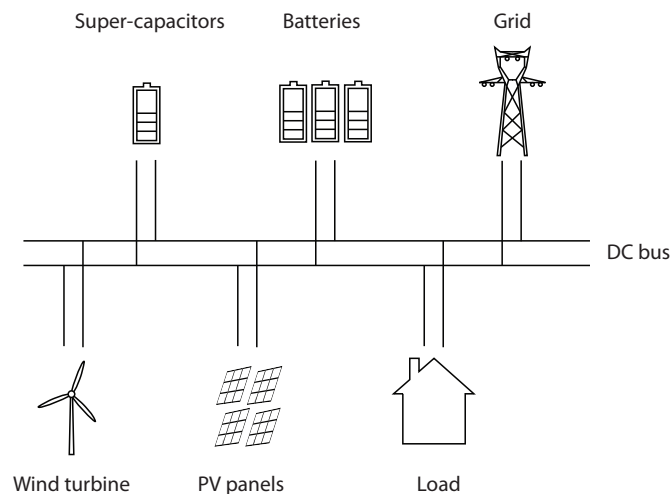 Super-capacitors
Batteries
Grid
DC bus
Wind turbine
PV panels
Load